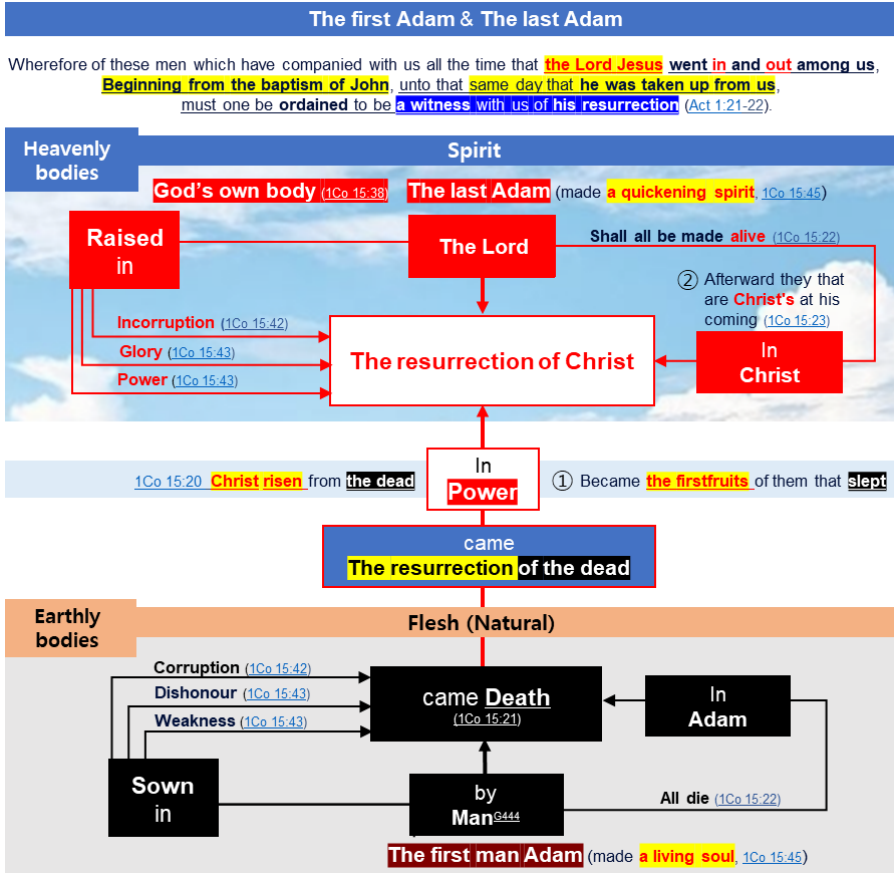 The first Adam & The last Adam
Wherefore of these men which have companied with us all the time that the Lord Jesus went in and out among us,
Beginning from the baptism of John, unto that same day that he was taken up from us,
must one be ordained to be a witness with us of his resurrection (Act 1:21-22).
Heavenly
bodies
Spirit
God's own body (1Co 15:38)
The last Adam (made a quickening spirit, 1Co 15:45)
Raised
in
The Lord
Shall all be made alive (1Co 15:22)
② Afterward they that
are Christ's at his
coming (1Co 15:23)
Incorruption (1Co 15:42)
Glory (1Co 15:43)
Power (1Co 15:43)
The resurrection of Christ
In
Christ
1Co 15:20 Christ risen from the dead
In
Power
① Became the firstfruits of them that slept
came
The resurrection of the dead
Earthly
bodies
Flesh (Natural)
Corruption (1Co 15:42)
Dishonour (1Co 15:43)
Weakness (1Co 15:43)
came Death
(1Co 15:21)
In
Adam
Sown
in
by
Man G444
All die (1Co 15:22)
The first man Adam (made a living soul, 1Co 15:45)